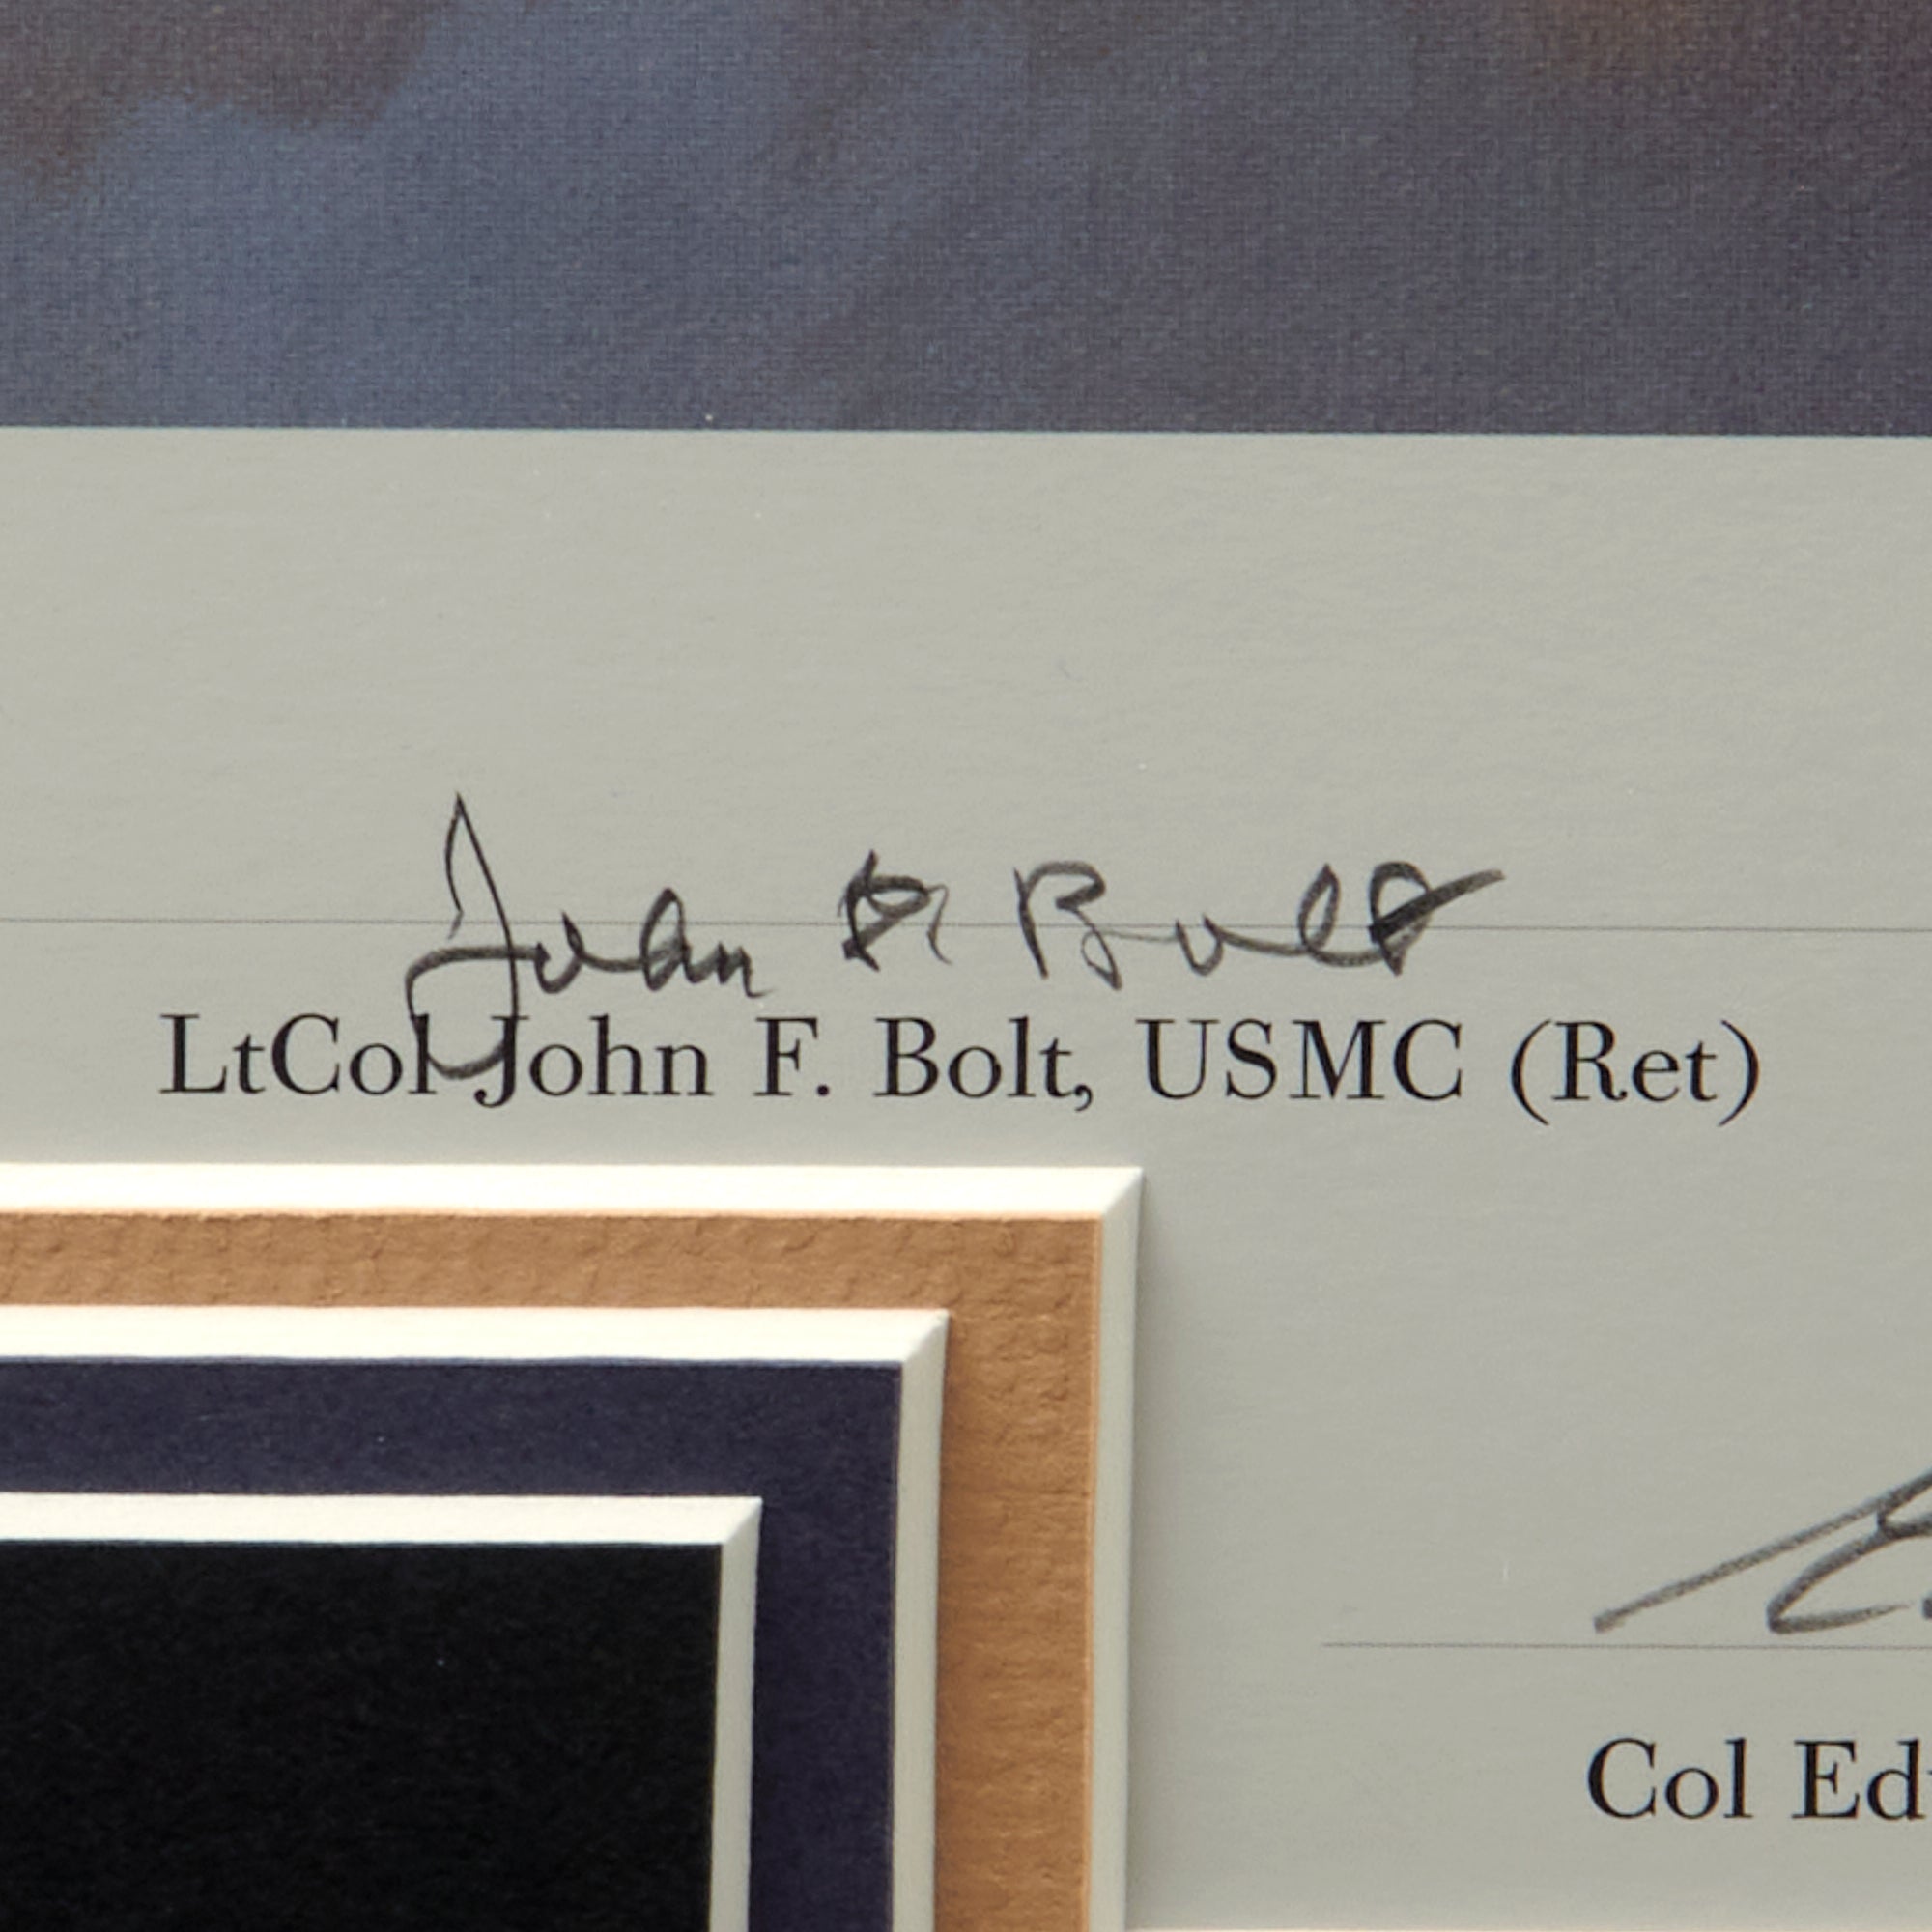 John F. Bolt
LtCol John F. Bolt, USMC (Ret)
Col Ed